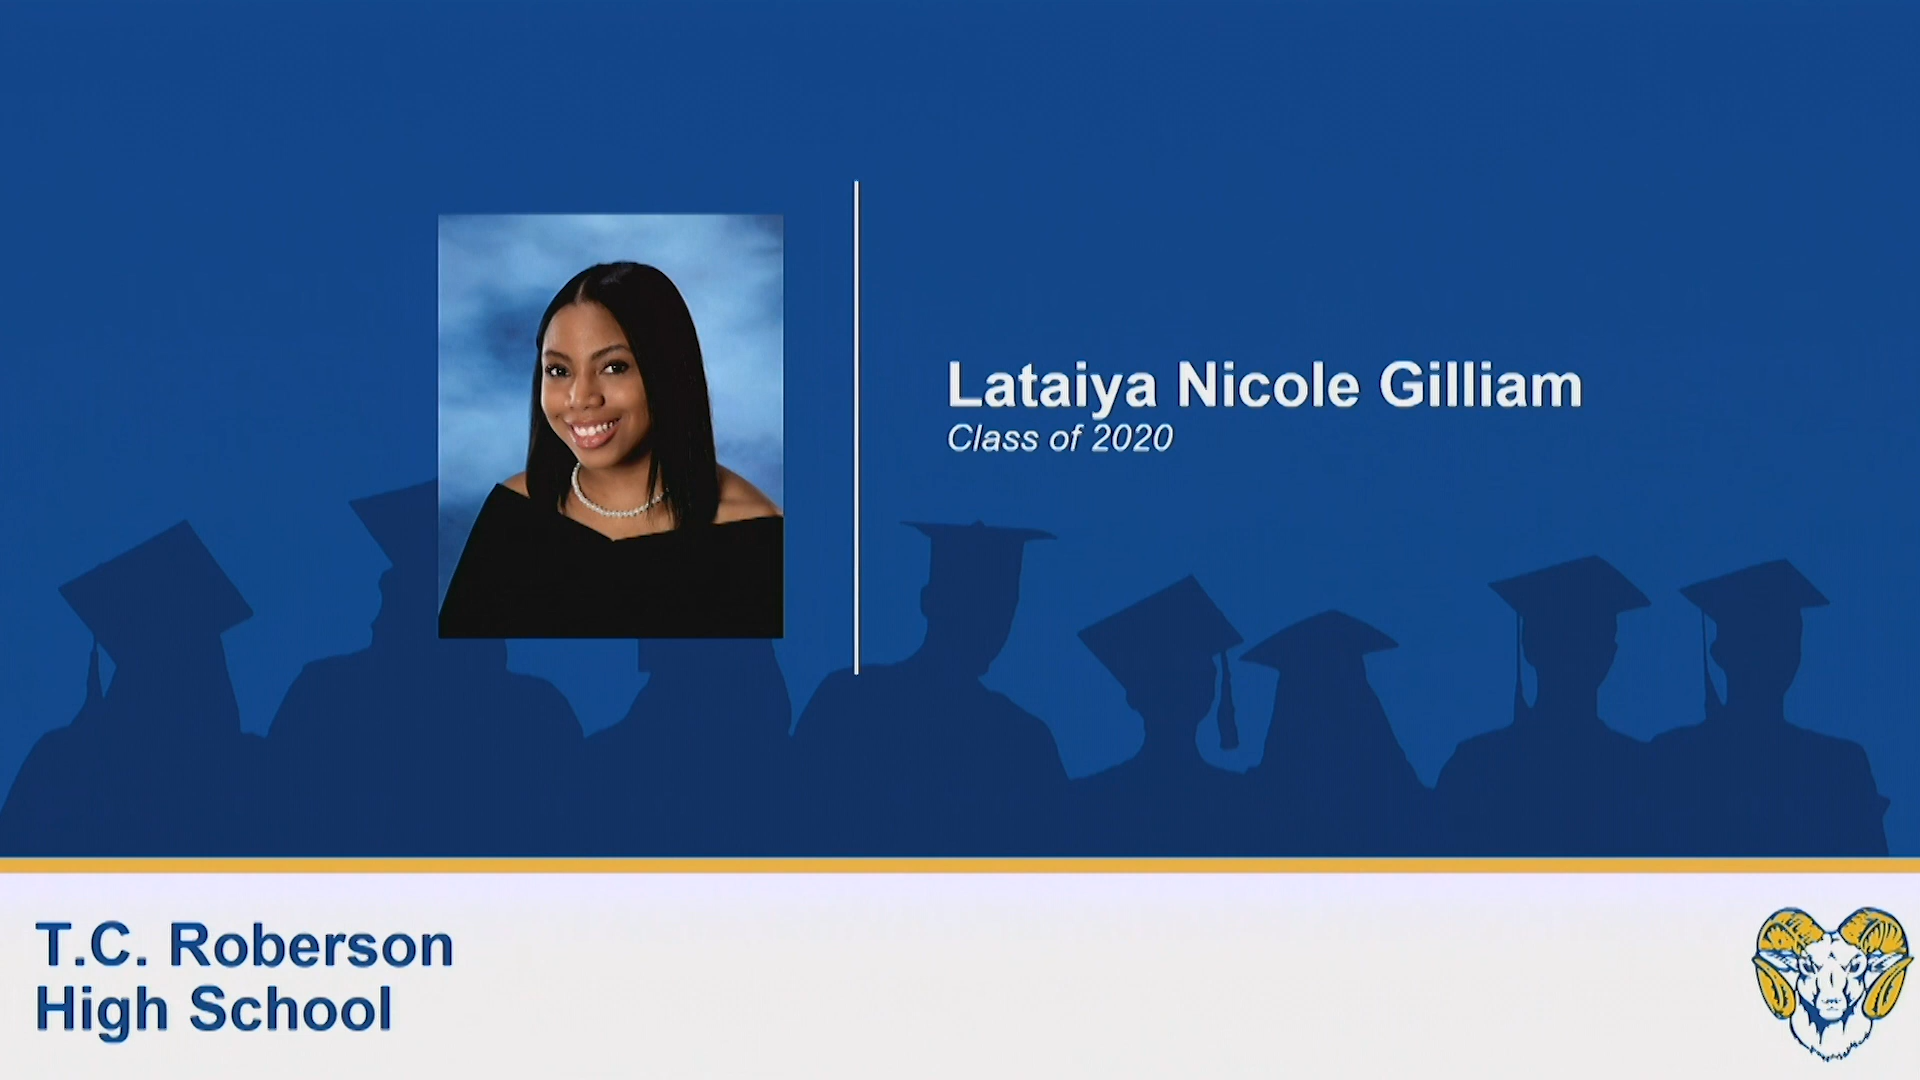 Lataiya Nicole Gilliam
Class of 2020
T.C. Roberson
High School